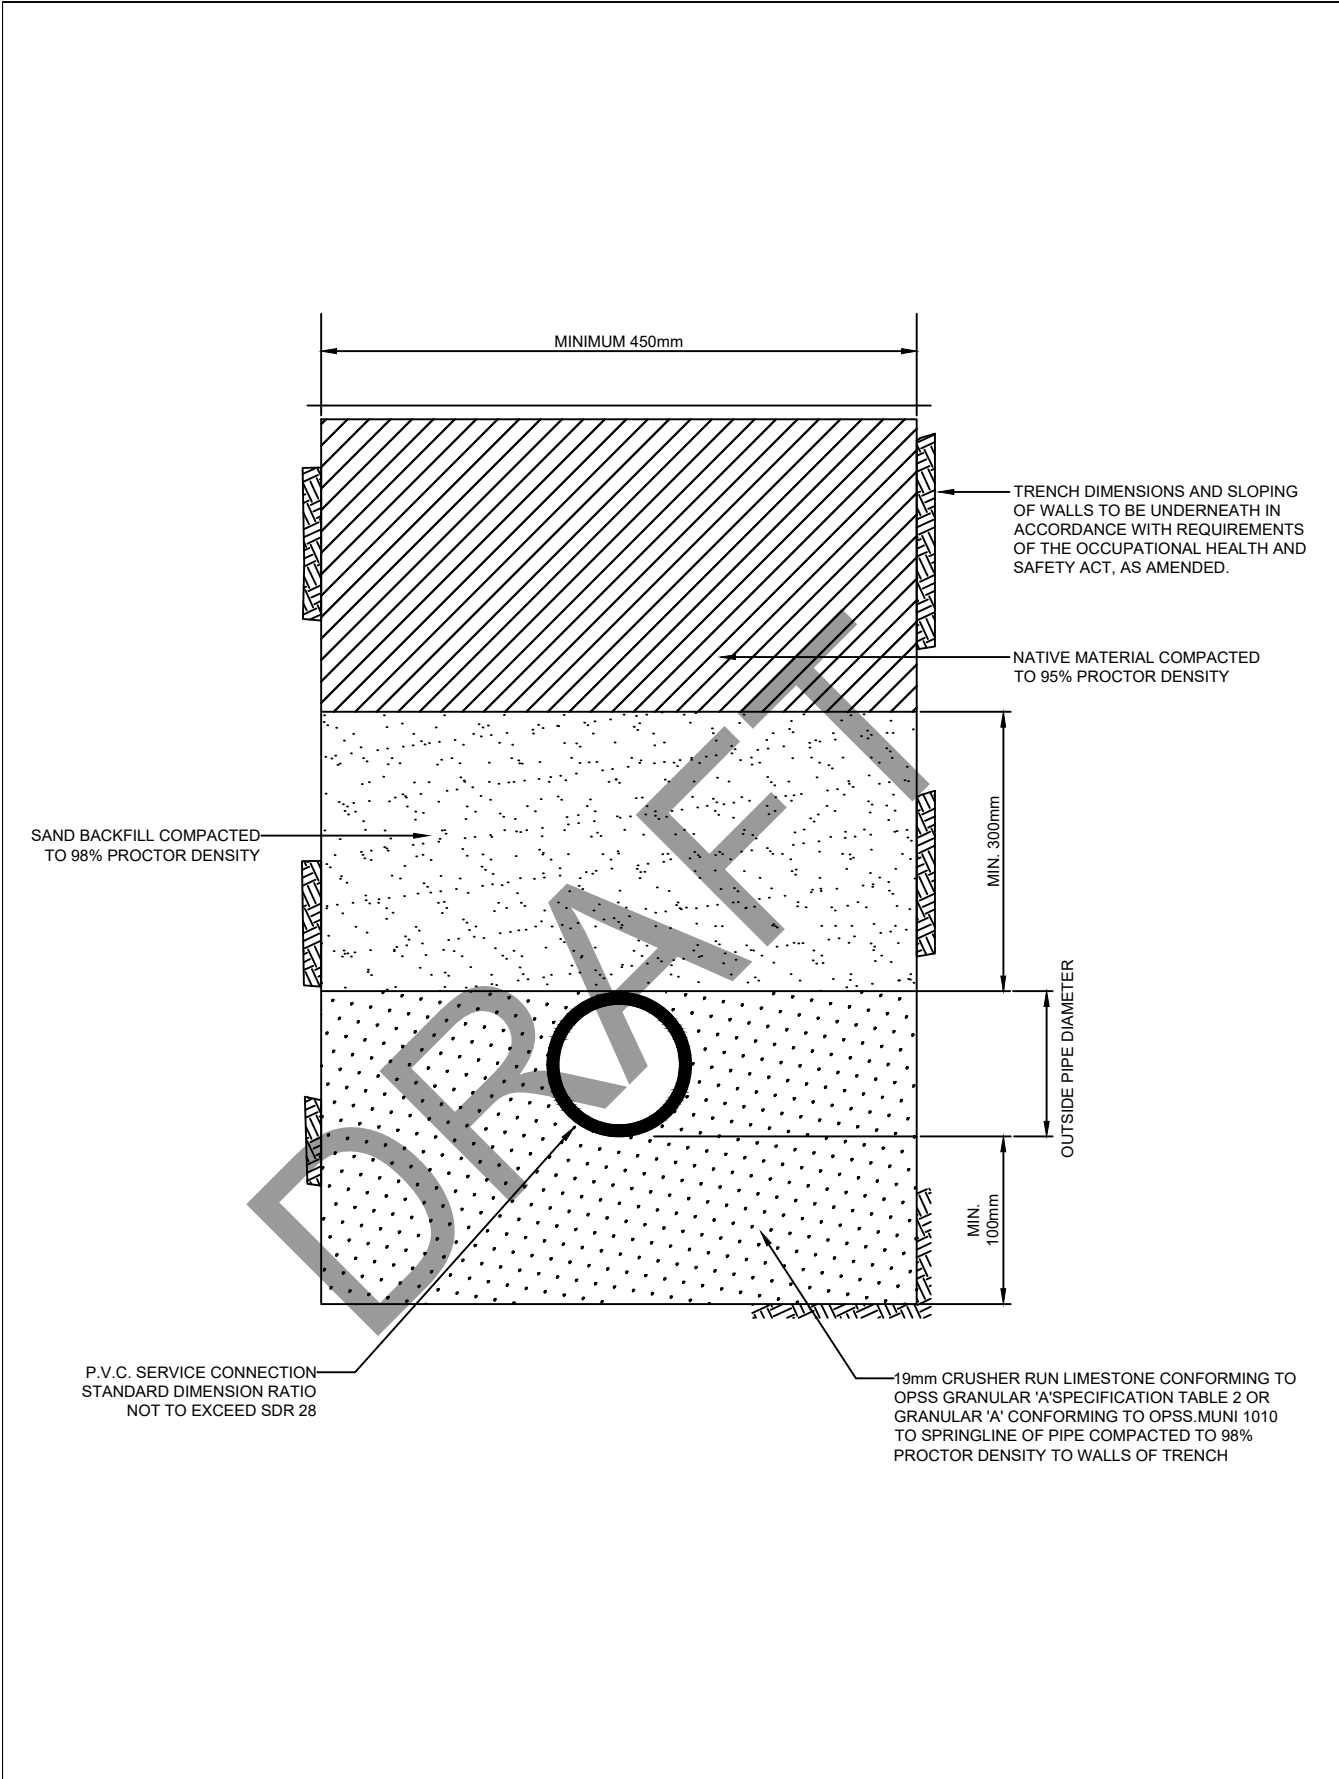 MINIMUM 450mm
TRENCH DIMENSIONS AND SLOPING
OF WALLS TO BE UNDERNEATH IN
ACCORDANCE WITH REQUIREMENTS
OF THE OCCUPATIONAL HEALTH AND
SAFETY ACT, AS AMENDED.
NATIVE MATERIAL COMPACTED
TO 95% PROCTOR DENSITY
SAND BACKFILL COMPACTED
TO 98% PROCTOR DENSITY
MIN. 300mm
OUTSIDE PIPE DIAMETER
MIN.
100mm
DRAFT
P.V.C. SERVICE CONNECTION
STANDARD DIMENSION RATIO
NOT TO EXCEED SDR 28
19mm CRUSHER RUN LIMESTONE CONFORMING TO
OPSS GRANULAR 'A'SPECIFICATION TABLE 2 OR
GRANULAR 'A' CONFORMING TO OPSS.MUNI 1010
TO SPRINGLINE OF PIPE COMPACTED TO 98%
PROCTOR DENSITY TO WALLS OF TRENCH